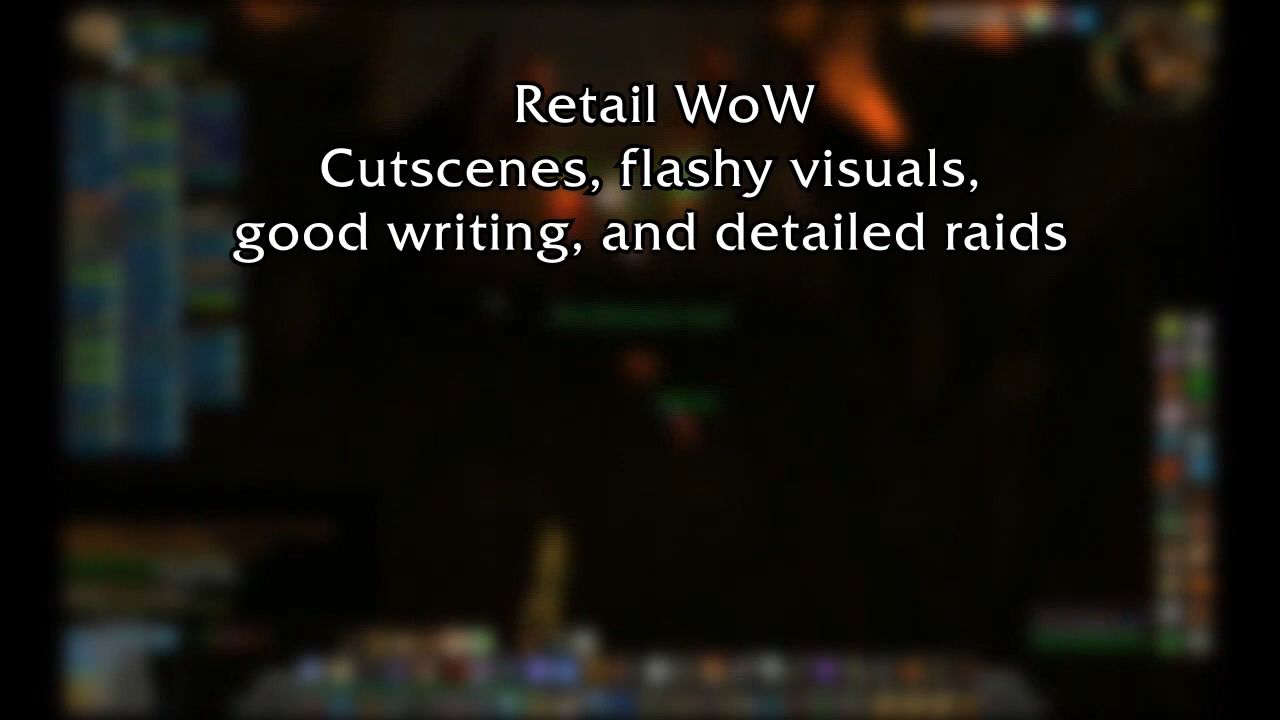 Retail WoW
Cutscenes, flashy visuals,
good writing, and detailed raids